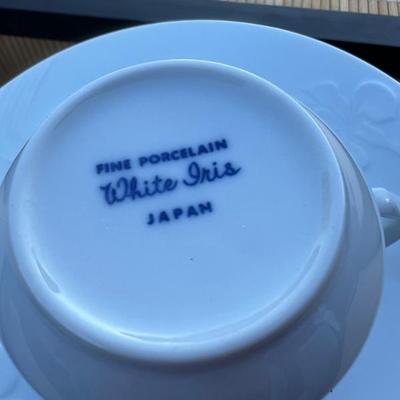 FINE PORCELAIN
White Iris
JAPAN